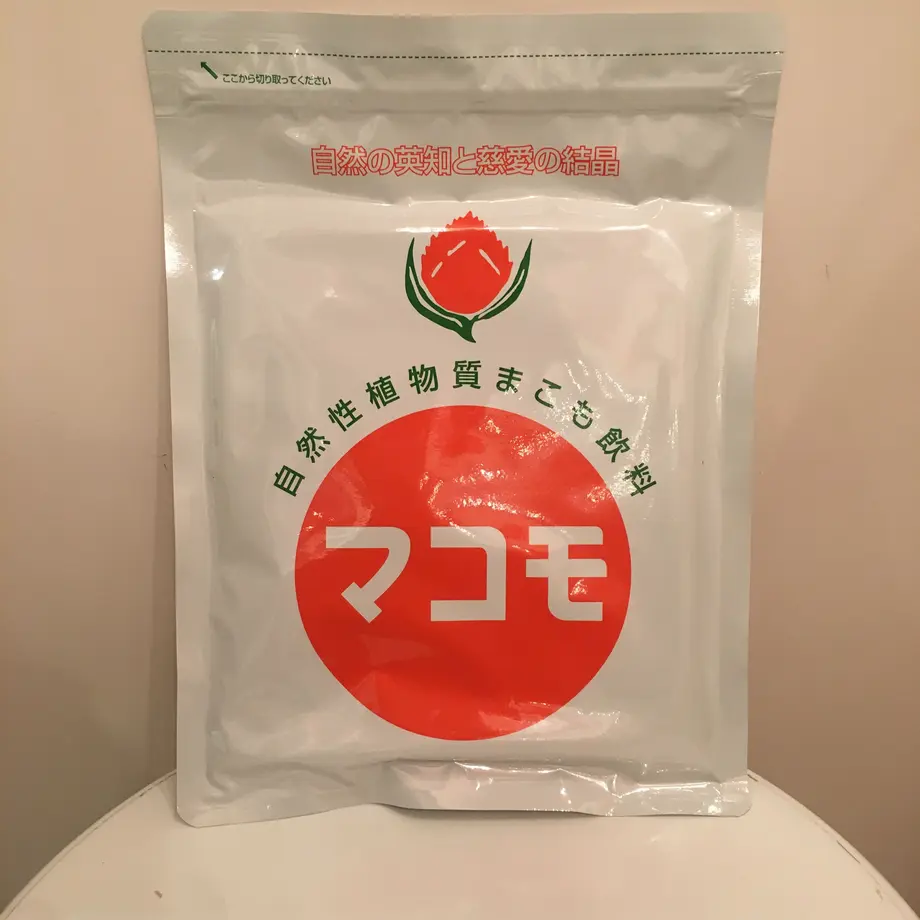 ここから切り取ってください
自然の英知と慈愛の結晶
自然性植物質まこも飲料
マコモ